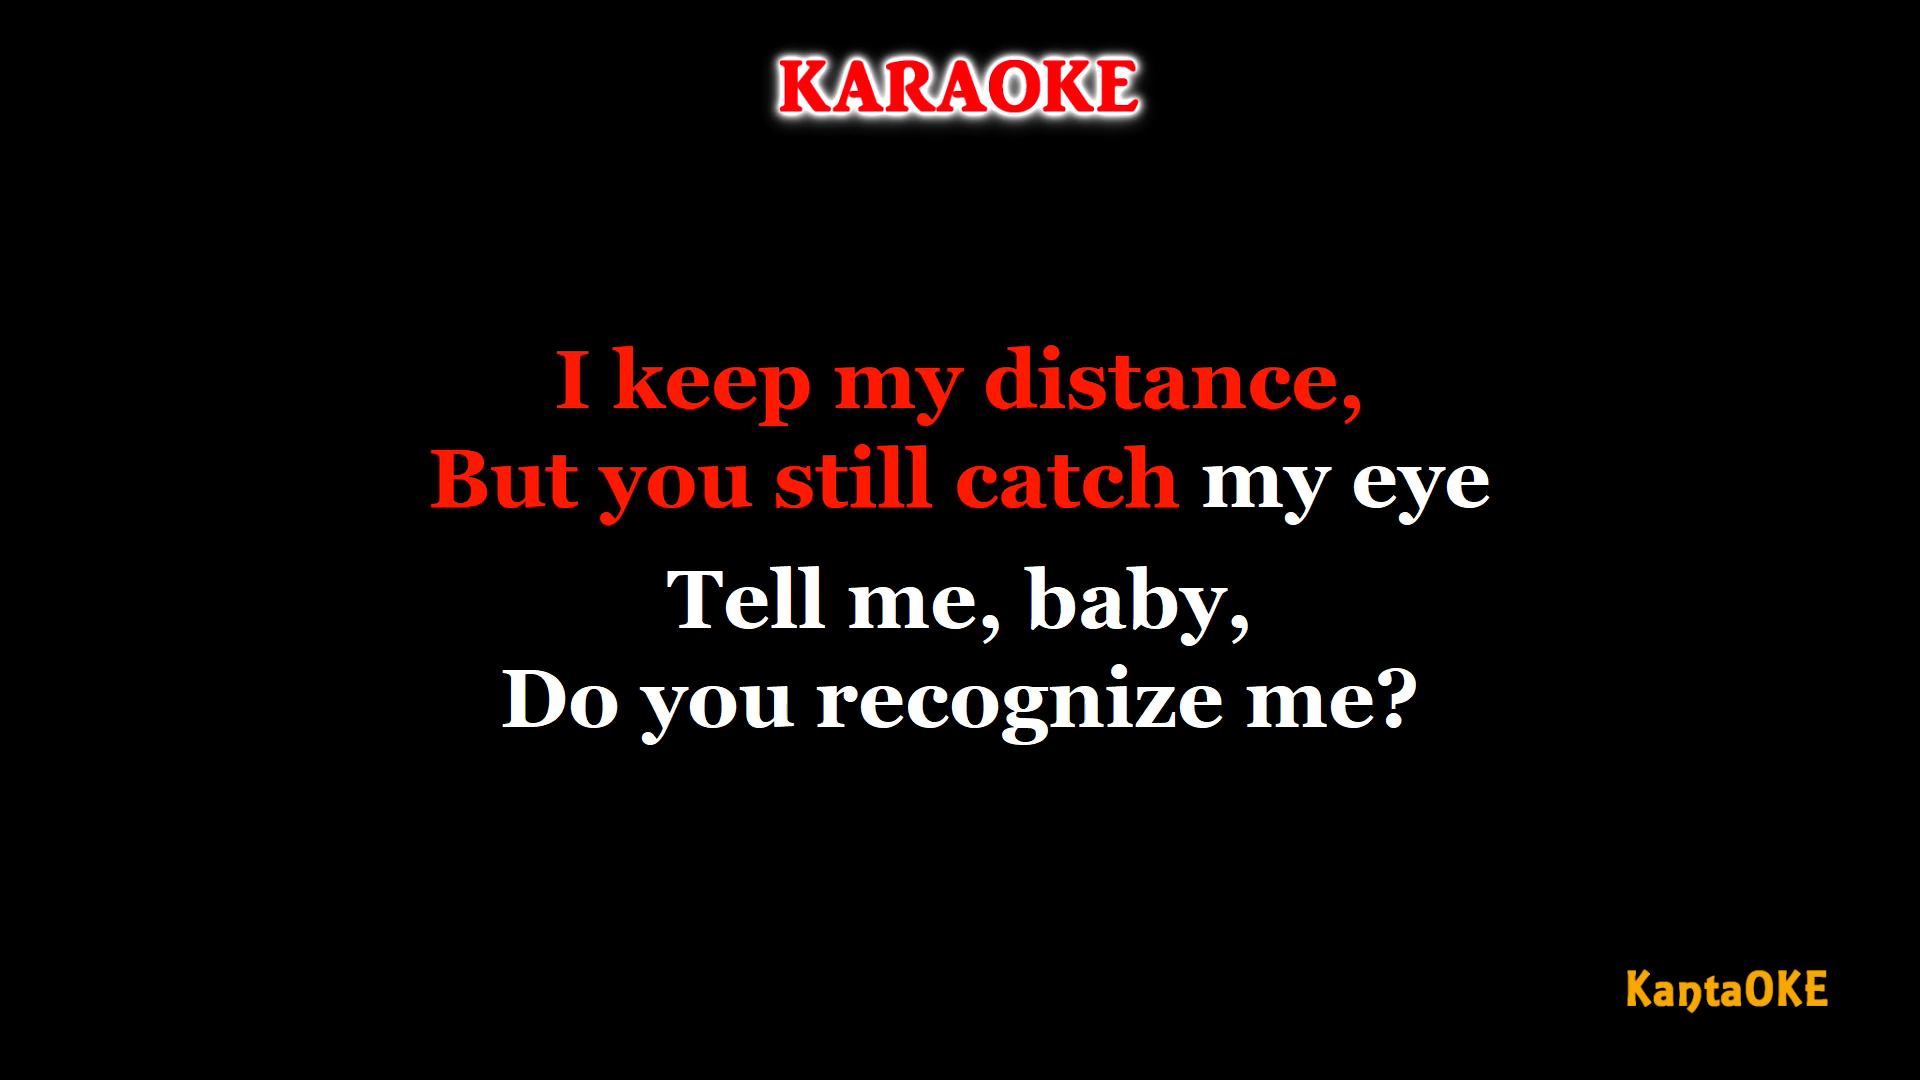 KARAOKE
I keep my distance,
But you still catch my eye
Tell me, baby,
Do you recognize me?
KantaOKE